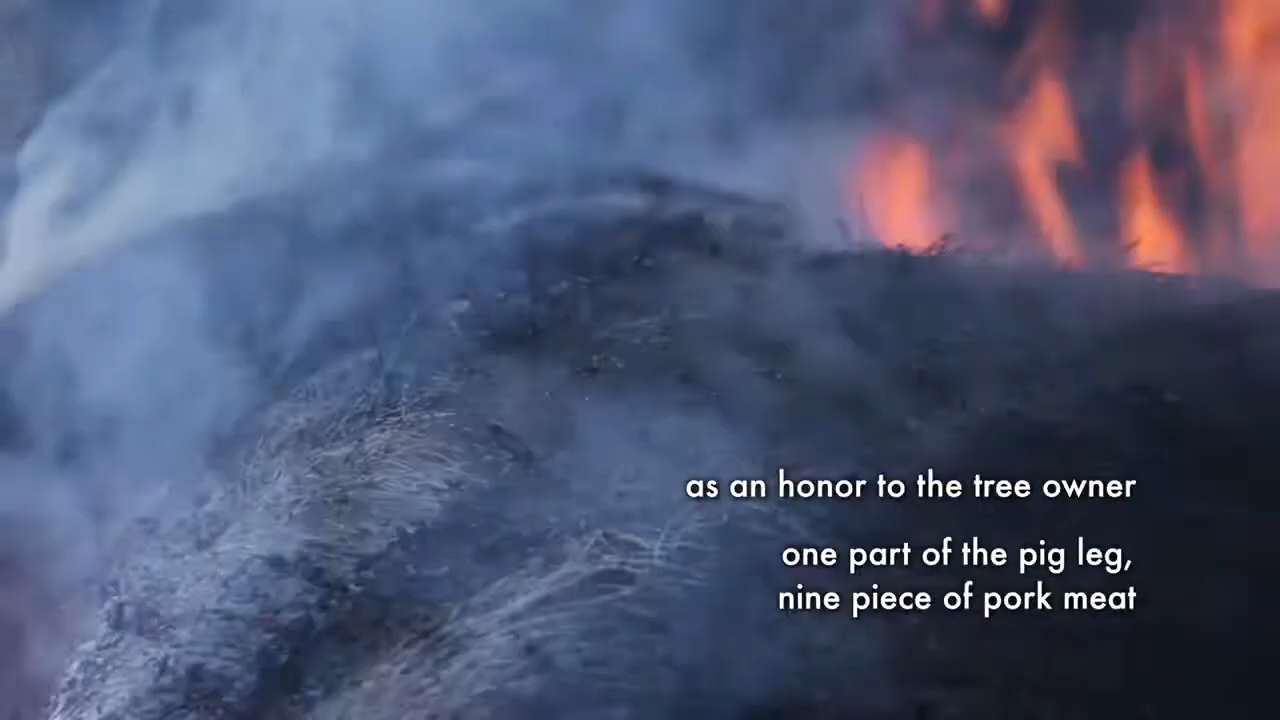 as an honor to the tree owner
one part of the pig leg,
nine piece of pork meat